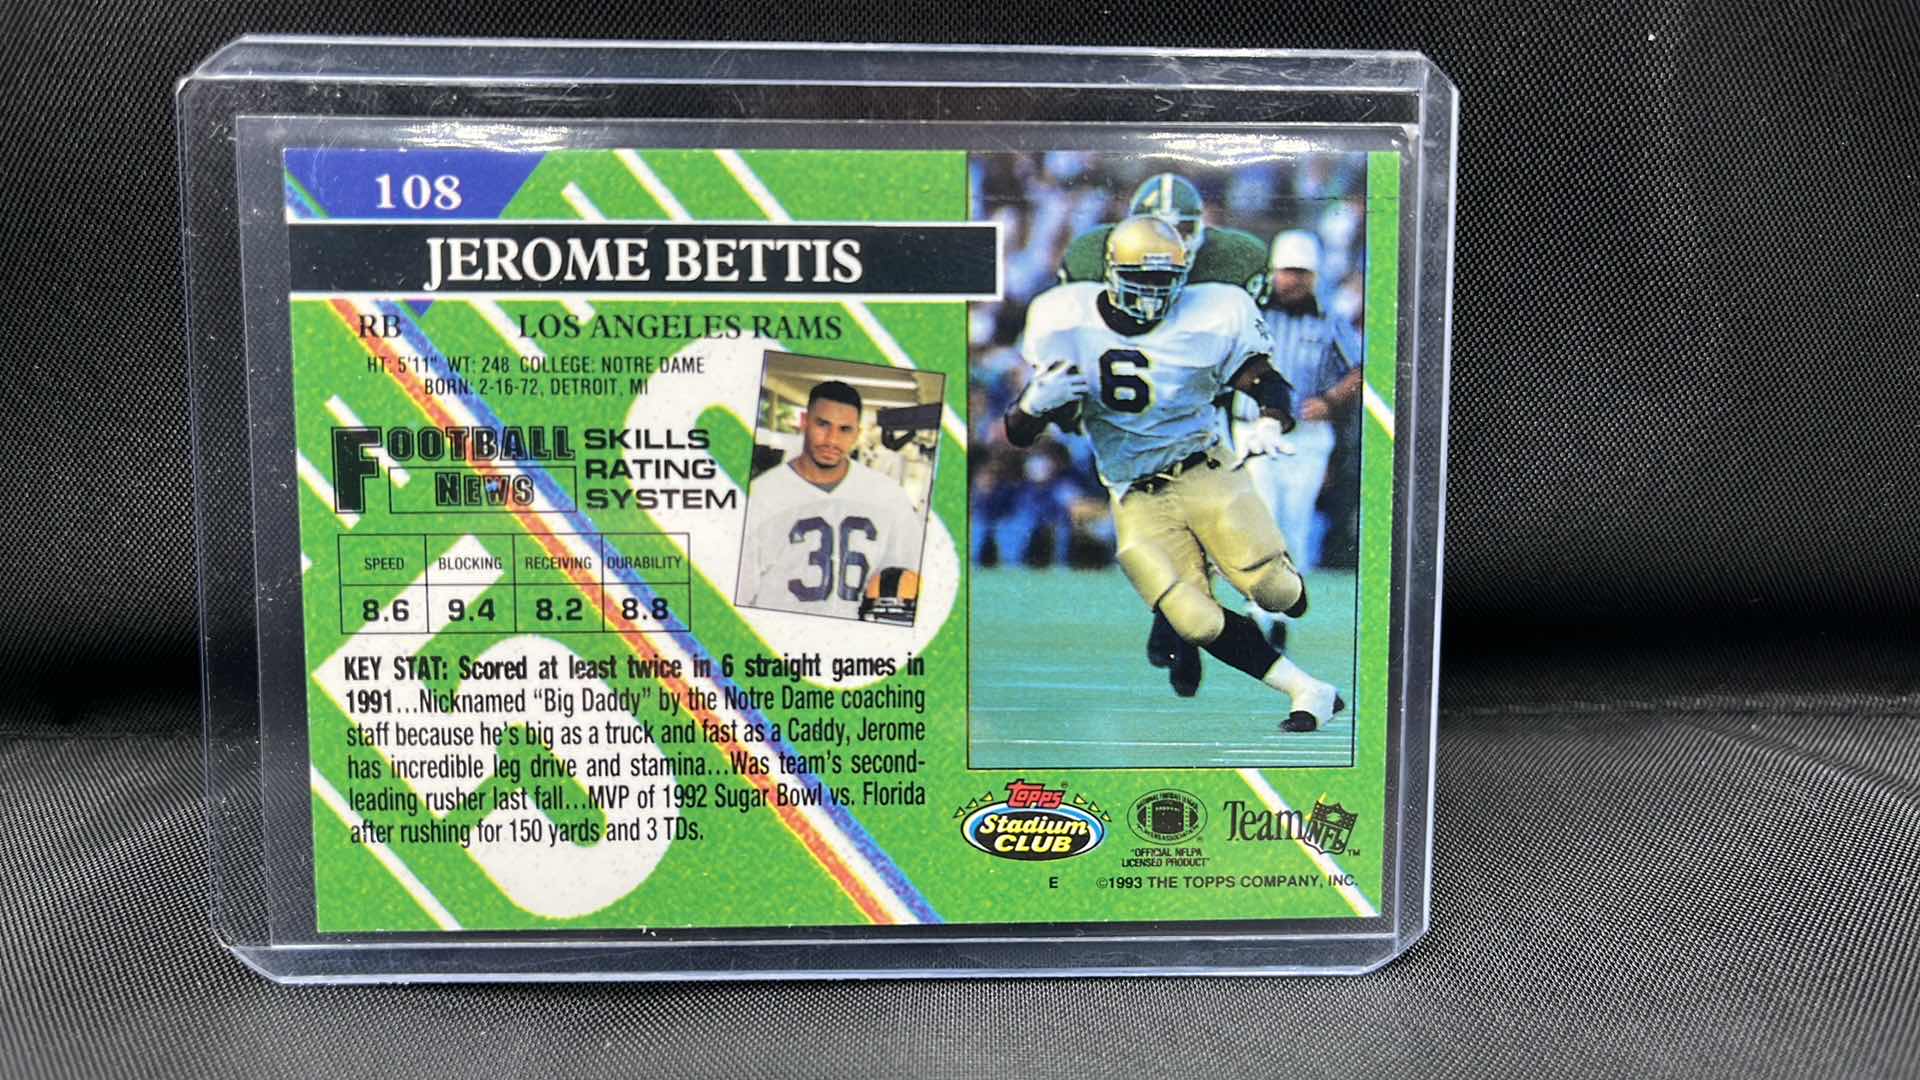 108
JEROME BETTIS
RB LOS ANGELES RAMS
HT: 5'11" WT: 248 COLLEGE: NOTRE DAME
BORN: 2-16-72, DETROIT, MI
FOOTBALL NEWS
SKILLS
RATING
SYSTEM
SPEED BLOCKING RECEIVING DURABILITY
8.6 9.4 8.2 8.8
KEY STAT: Scored at least twice in 6 straight games in
1991...Nicknamed "Big Daddy" by the Notre Dame coaching
staff because he's big as a truck and fast as a Caddy, Jerome
has incredible leg drive and stamina...Was team's second-
leading rusher last fall...MVP of 1992 Sugar Bowl vs. Florida
after rushing for 150 yards and 3 TDs.
36
6
Topps®
Stadium
CLUB
"OFFICIAL NFLPA
LICENSED PRODUCT"
Team NFL™
E ©1993 THE TOPPS COMPANY, INC.